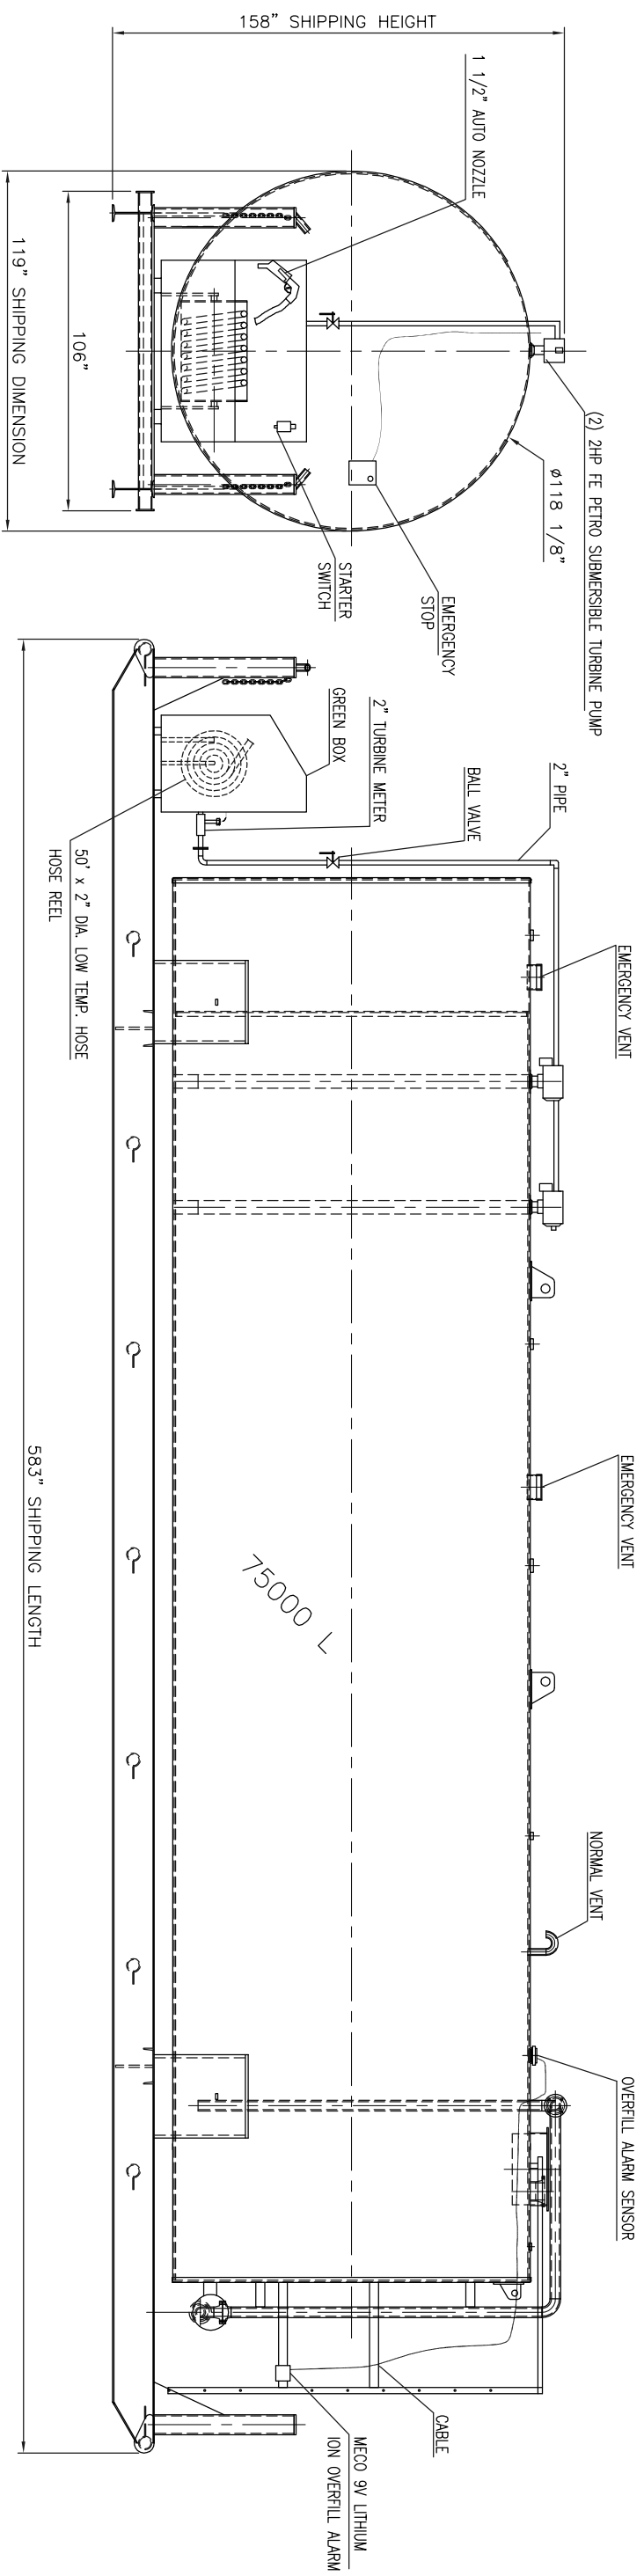 158" SHIPPING HEIGHT
1 1/2" AUTO NOZZLE
(2) 2HP FE PETRO SUBMERSIBLE TURBINE PUMP
Ø118 1/8"
EMERGENCY
STOP
STARTER
SWITCH
106"
119" SHIPPING DIMENSION
EMERGENCY VENT
EMERGENCY VENT
NORMAL VENT
OVERFILL ALARM SENSOR
2" PIPE
BALL VALVE
2" TURBINE METER
GREEN BOX
75000 L
CABLE
MECO 9V LITHIUM
ION OVERFILL ALARM
50' x 2" DIA. LOW TEMP. HOSE
HOSE REEL
583" SHIPPING LENGTH